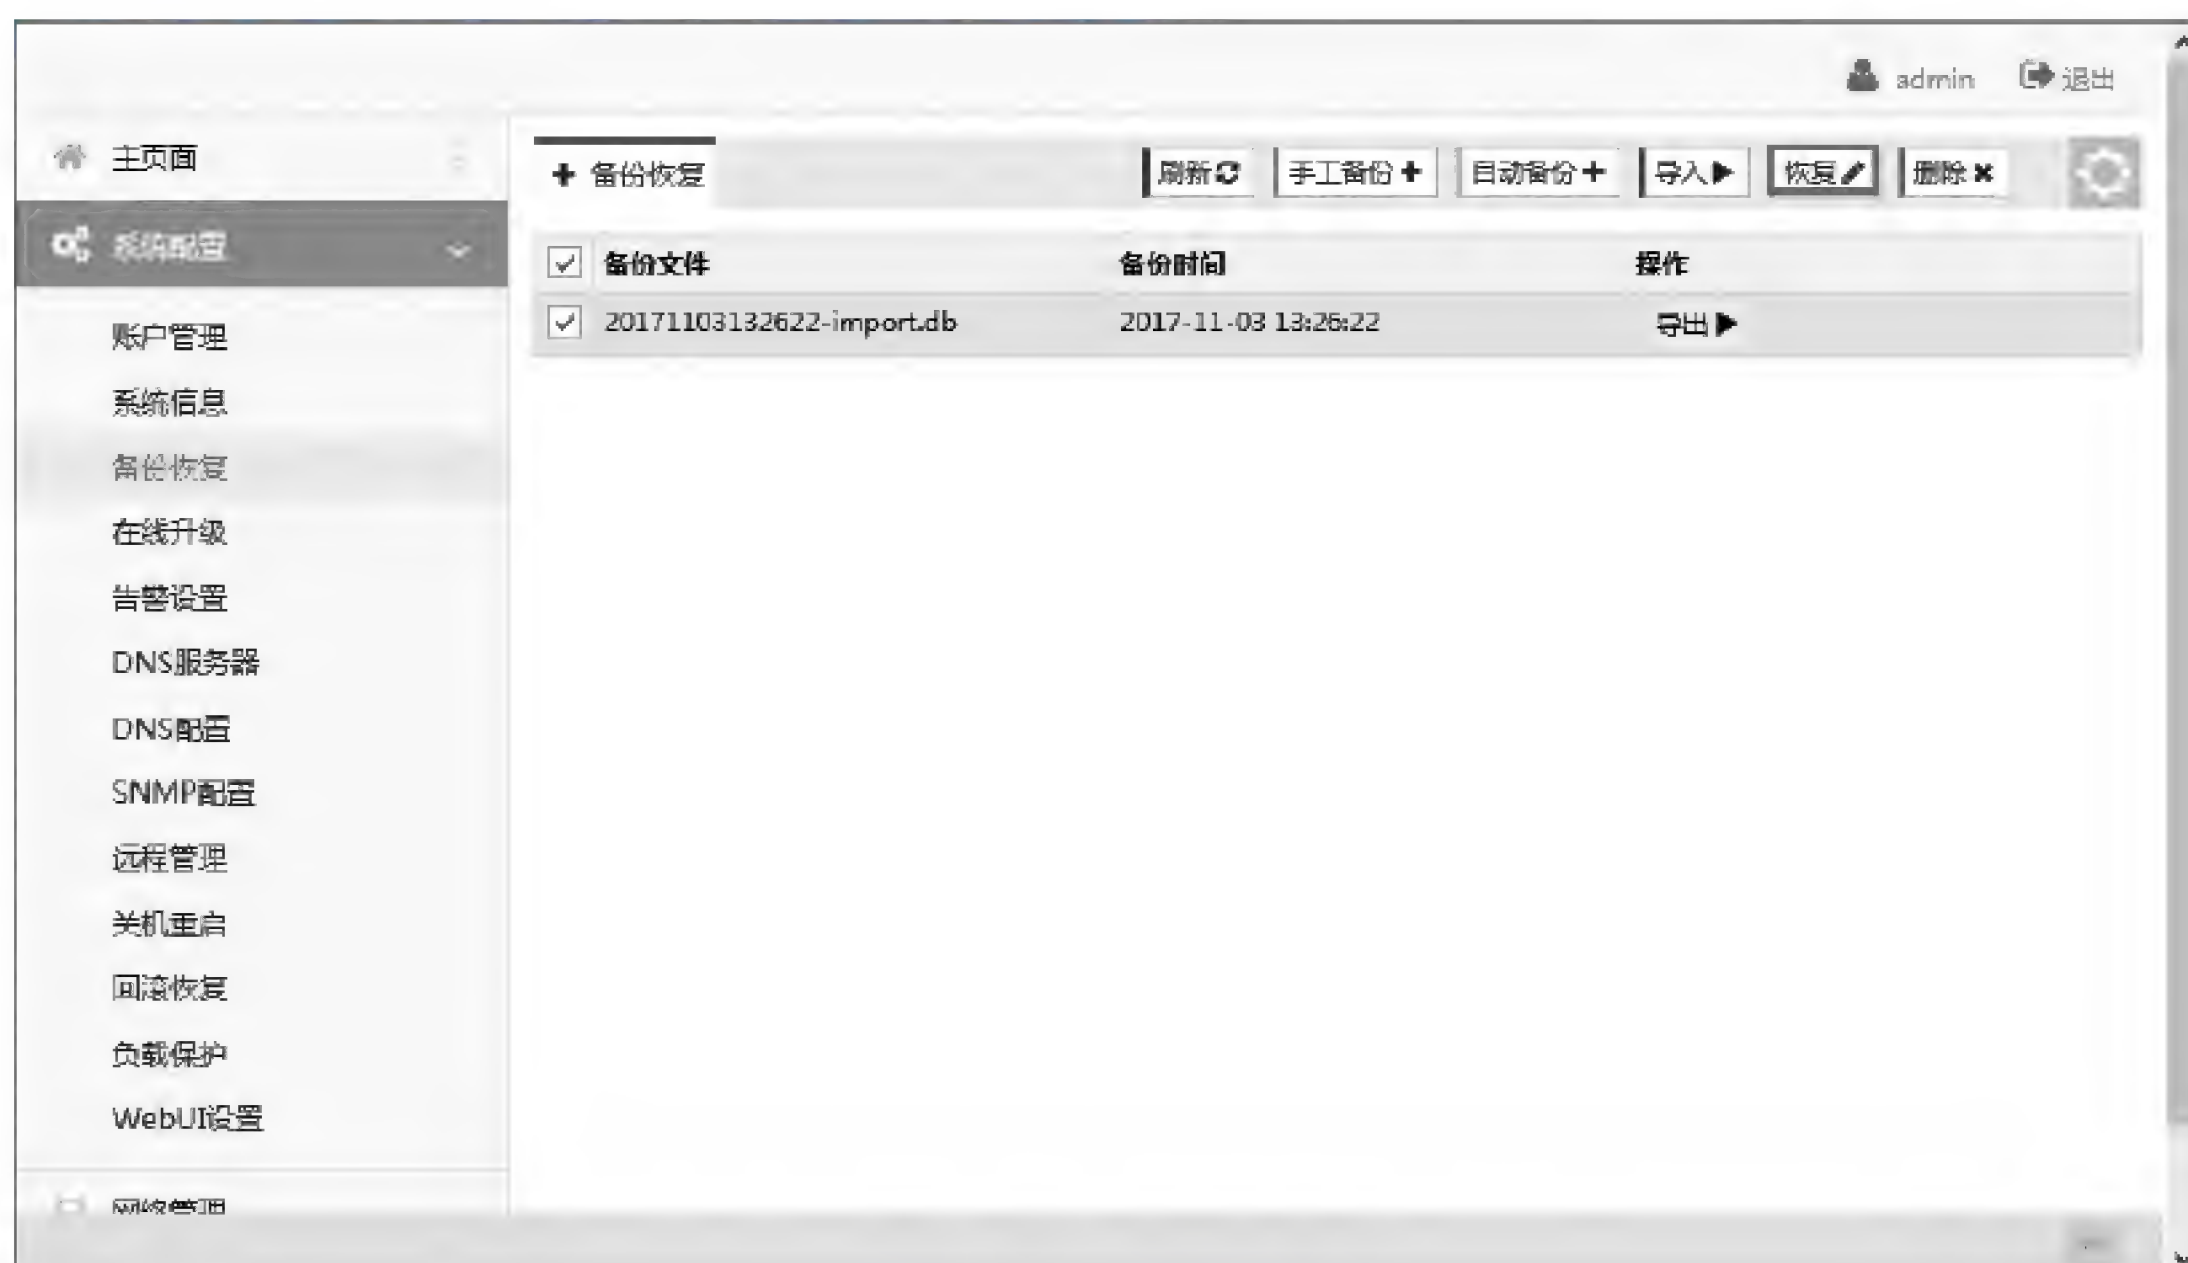 admin 退出
主页面
备份恢复 刷新 手工备份 自动备份 导入 恢复 删除
系统配置
备份文件 备份时间 操作
20171103132622-import.db 2017-11-03 13:26:22 导出
账户管理
系统信息
备份恢复
在线升级
告警设置
DNS服务器
DNS配置
SNMP配置
远程管理
关机重启
回滚恢复
负载保护
WebUI设置
网络管理